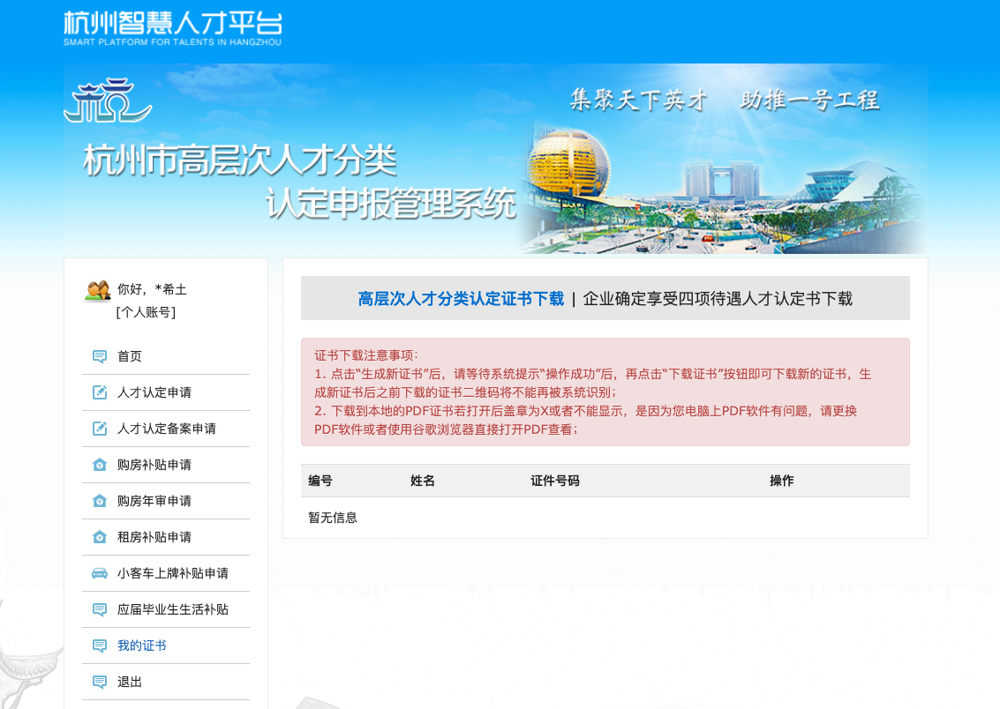 杭州智慧人才平台
SMART PLATFORM FOR TALENTS IN HANGZHOU
杭
集聚天下英才 助推一号工程
杭州市高层次人才分类
认定申报管理系统
你好，*希土
[个人账号]
首页
人才认定申请
人才认定备案申请
购房补贴申请
购房年审申请
租房补贴申请
小客车上牌补贴申请
应届毕业生生活补贴
我的证书
退出
高层次人才分类认定证书下载 | 企业确定享受四项待遇人才认定书下载
证书下载注意事项：
1. 点击“生成新证书”后，请等待系统提示“操作成功”后，再点击“下载证书”按钮即可下载新的证书，生
成新证书后之前下载的证书二维码将不能再被系统识别；
2. 下载到本地的PDF证书若打开后盖章为X或者不能显示，是因为您电脑上PDF软件有问题，请更换
PDF软件或者使用谷歌浏览器直接打开PDF查看；
编号 姓名 证件号码 操作
暂无信息